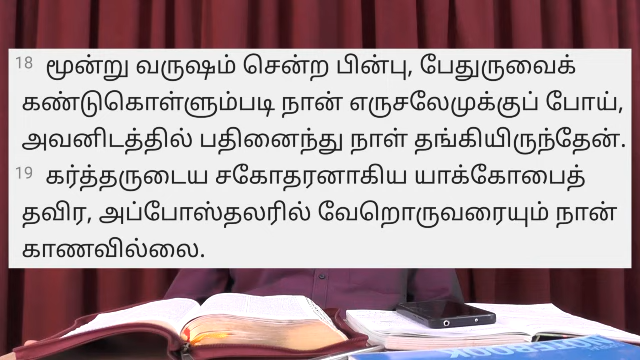 18 மூன்று வருஷம் சென்ற பின்பு, பேதுருவைக்
கண்டுகொள்ளும்படி நான் எருசலேமுக்குப் போய்,
அவனிடத்தில் பதினைந்து நாள் தங்கியிருந்தேன்.
19 கர்த்தருடைய சகோதரனாகிய யாக்கோபைத்
தவிர, அப்போஸ்தலரில் வேறொருவரையும் நான்
காணவில்லை.